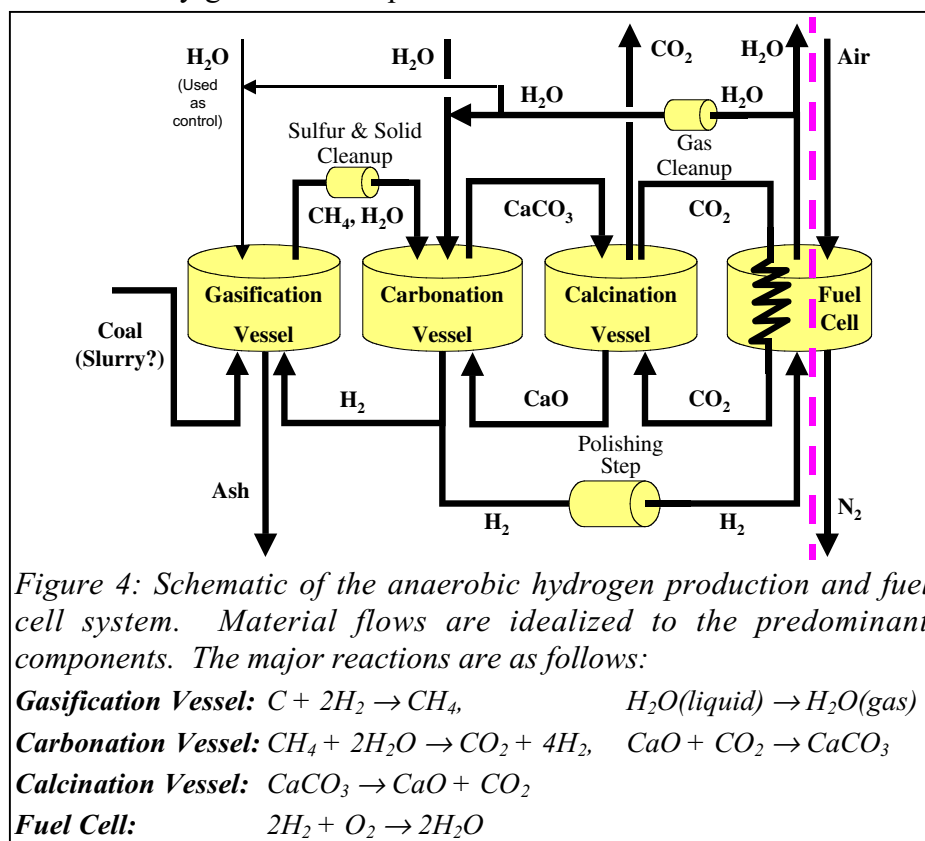 H₂O
(Used
as
control)
H₂O
CO₂
H₂O
Air
H₂O
H₂O
Sulfur & Solid
Cleanup
Gas
Cleanup
CH₄, H₂O
CaCO₃
CO₂
Gasification
Vessel
Carbonation
Vessel
Calcination
Vessel
Fuel
Cell
Coal
(Slurry?)
H₂
CaO
CO₂
Polishing
Step
Ash
H₂
H₂
N₂
Figure 4: Schematic of the anaerobic hydrogen production and fuel
cell system. Material flows are idealized to the predominant
components. The major reactions are as follows:
Gasification Vessel: C + 2H₂ → CH₄, H₂O(liquid) → H₂O(gas)
Carbonation Vessel: CH₄ + 2H₂O → CO₂ + 4H₂, CaO + CO₂ → CaCO₃
Calcination Vessel: CaCO₃ → CaO + CO₂
Fuel Cell: 2H₂ + O₂ → 2H₂O